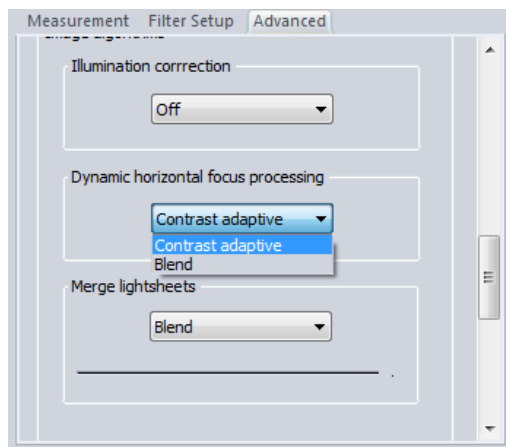 Measurement Filter Setup Advanced
Illumination corrrection
Off
Dynamic horizontal focus processing
Contrast adaptive
Contrast adaptive
Blend
Merge lightsheets
Blend
.